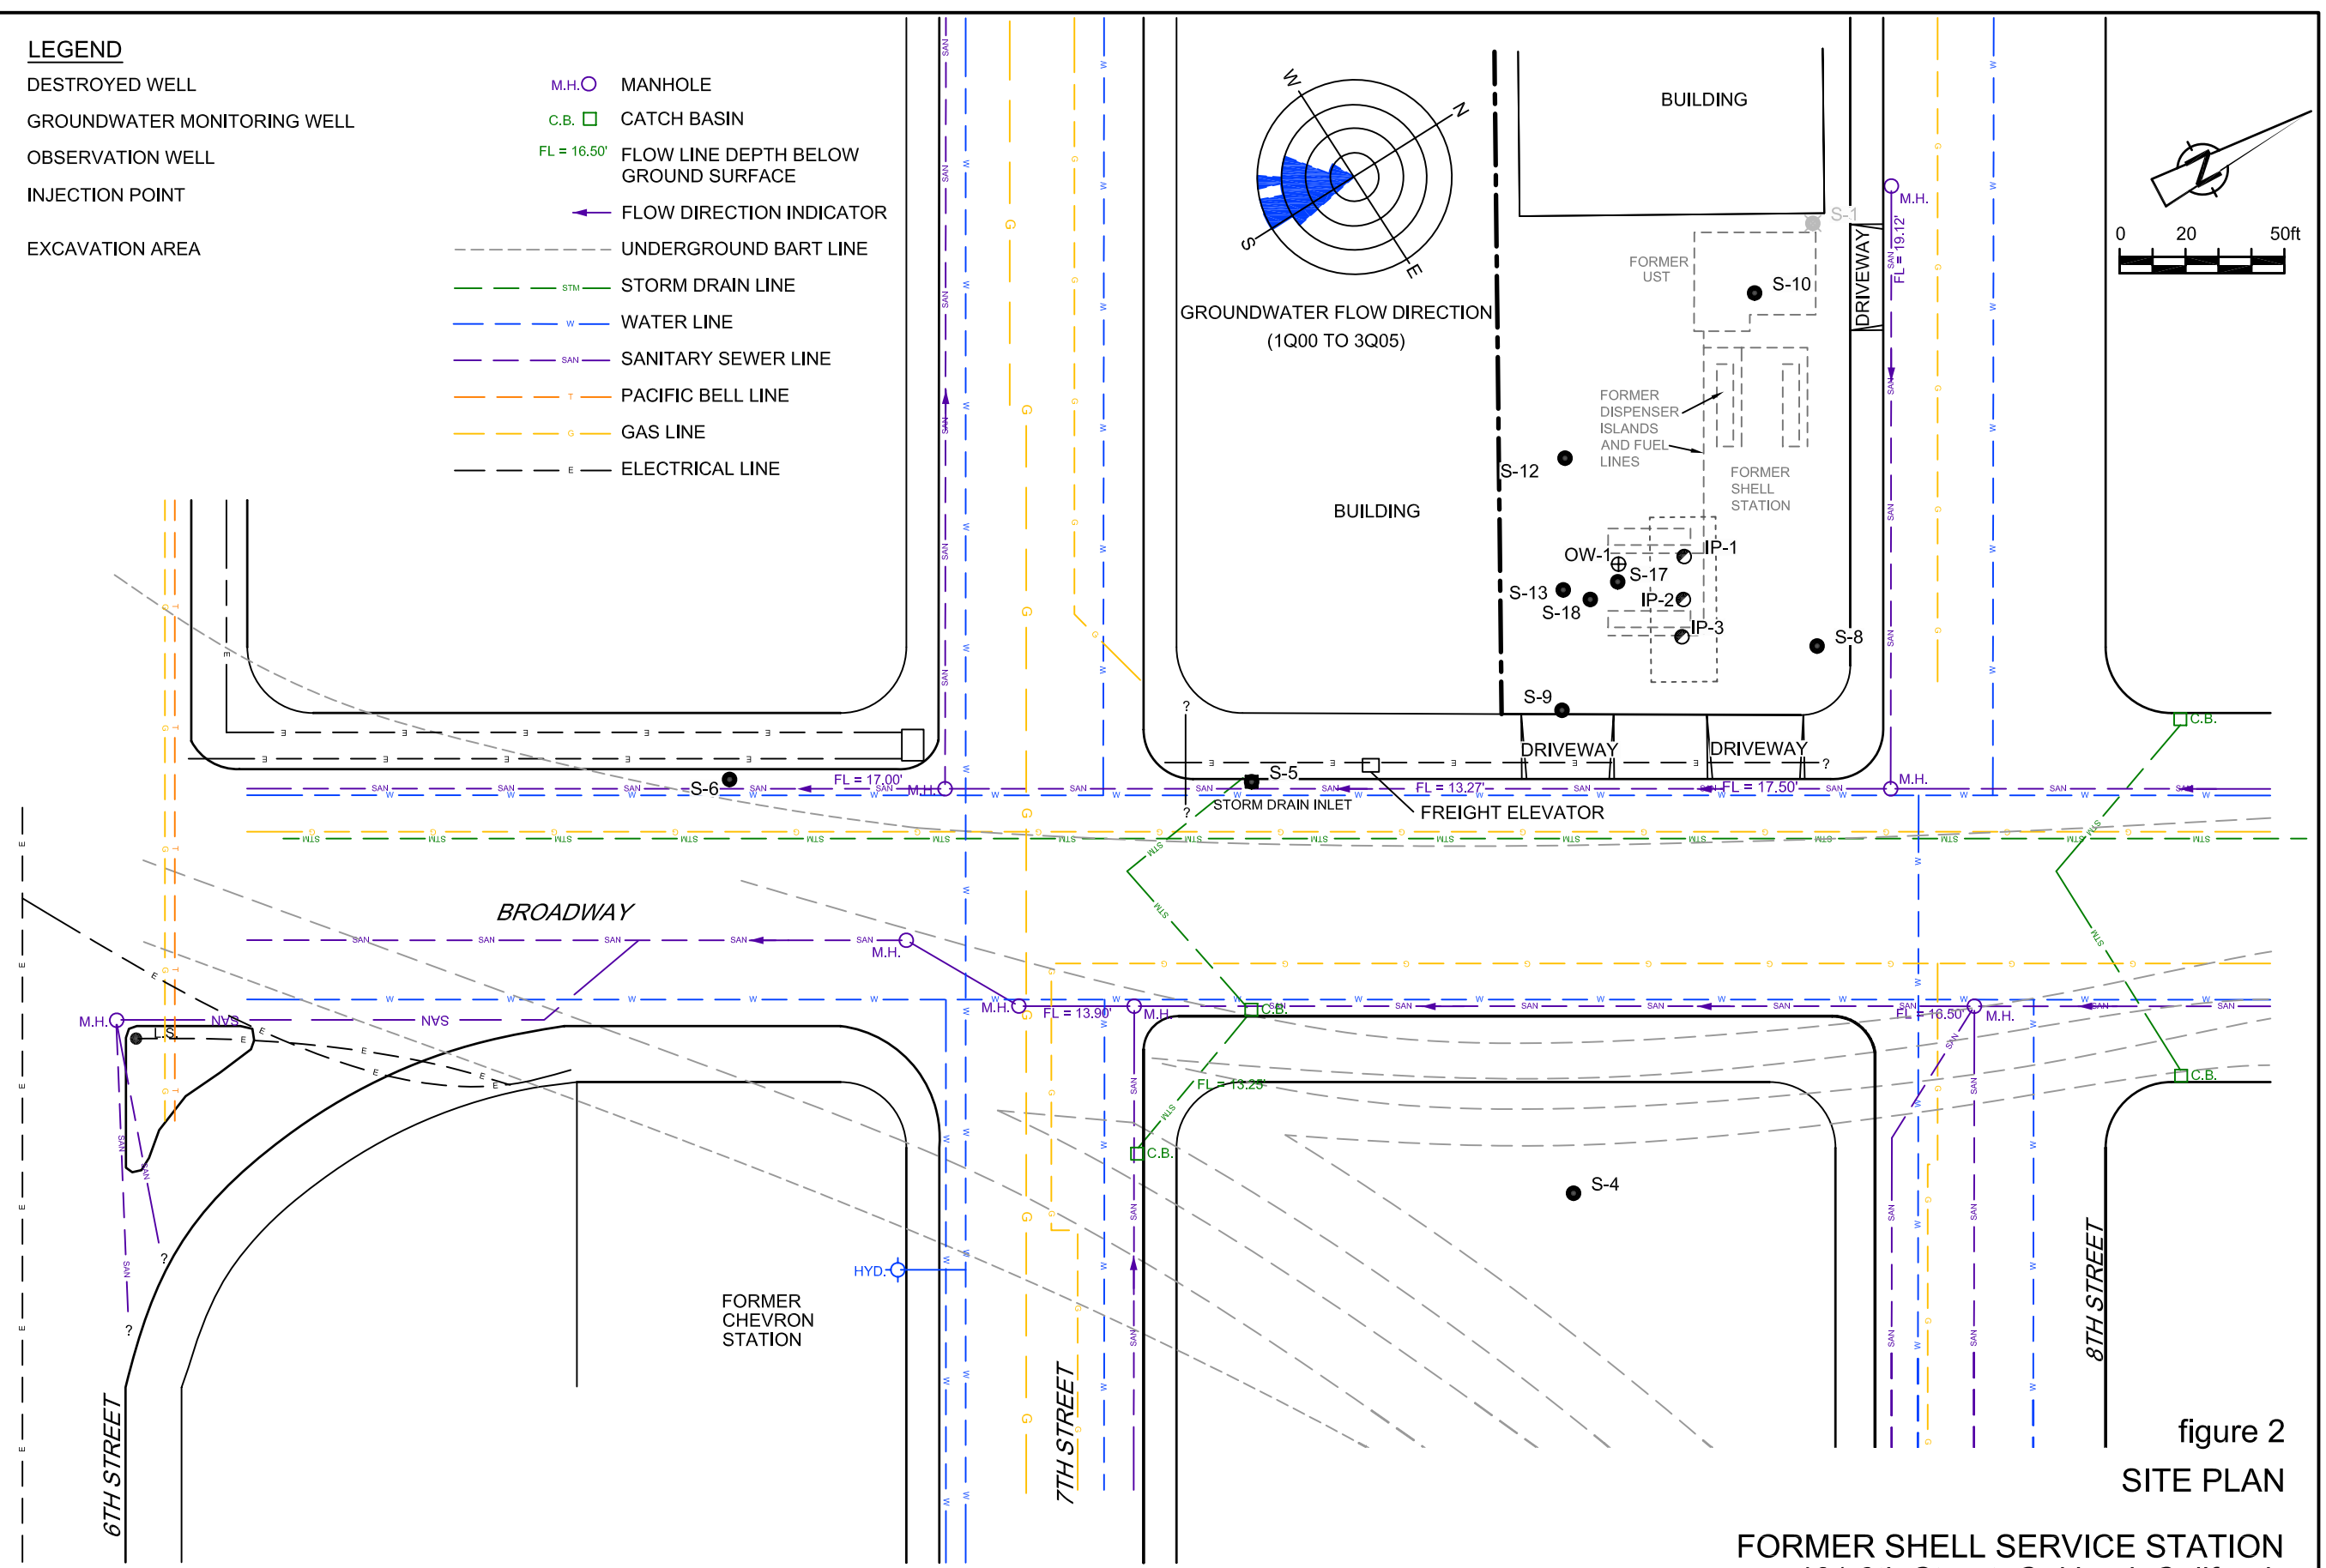 LEGEND
DESTROYED WELL
GROUNDWATER MONITORING WELL
OBSERVATION WELL
INJECTION POINT
EXCAVATION AREA
M.H. MANHOLE
C.B. CATCH BASIN
FL = 16.50' FLOW LINE DEPTH BELOW
GROUND SURFACE
FLOW DIRECTION INDICATOR
UNDERGROUND BART LINE
STM STORM DRAIN LINE
W WATER LINE
SAN SANITARY SEWER LINE
T PACIFIC BELL LINE
G GAS LINE
E ELECTRICAL LINE
W
N
S
E
GROUNDWATER FLOW DIRECTION
(1Q00 TO 3Q05)
BUILDING
N
0 20 50ft
M.H.
FL = 19.12'
DRIVEWAY
S-1
FORMER
UST
S-10
FORMER
DISPENSER
ISLANDS
AND FUEL
LINES
FORMER
SHELL
STATION
S-12
BUILDING
OW-1
IP-1
S-17
S-13
S-18
IP-2
IP-3
S-8
S-9
?
DRIVEWAY
DRIVEWAY
?
C.B.
S-6
FL = 17.00'
M.H.
S-5
STORM DRAIN INLET
?
FL = 13.27'
FREIGHT ELEVATOR
FL = 17.50'
M.H.
BROADWAY
M.H.
M.H.
FL = 13.90'
M.H.
C.B.
FL = 16.50'
M.H.
M.H.
L.S.
FL = 13.25'
C.B.
C.B.
S-4
?
?
HYD.
FORMER
CHEVRON
STATION
6TH STREET
7TH STREET
8TH STREET
figure 2
SITE PLAN
FORMER SHELL SERVICE STATION